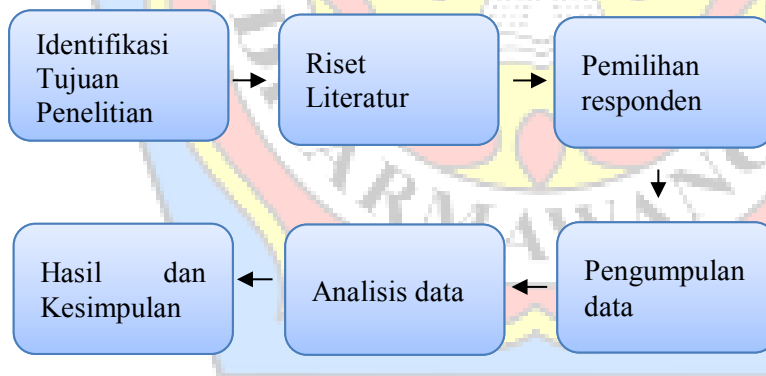 Identifikasi
Tujuan
Penelitian
Riset
Literatur
Pemilihan
responden
Pengumpulan
data
Analisis data
Hasil dan
Kesimpulan